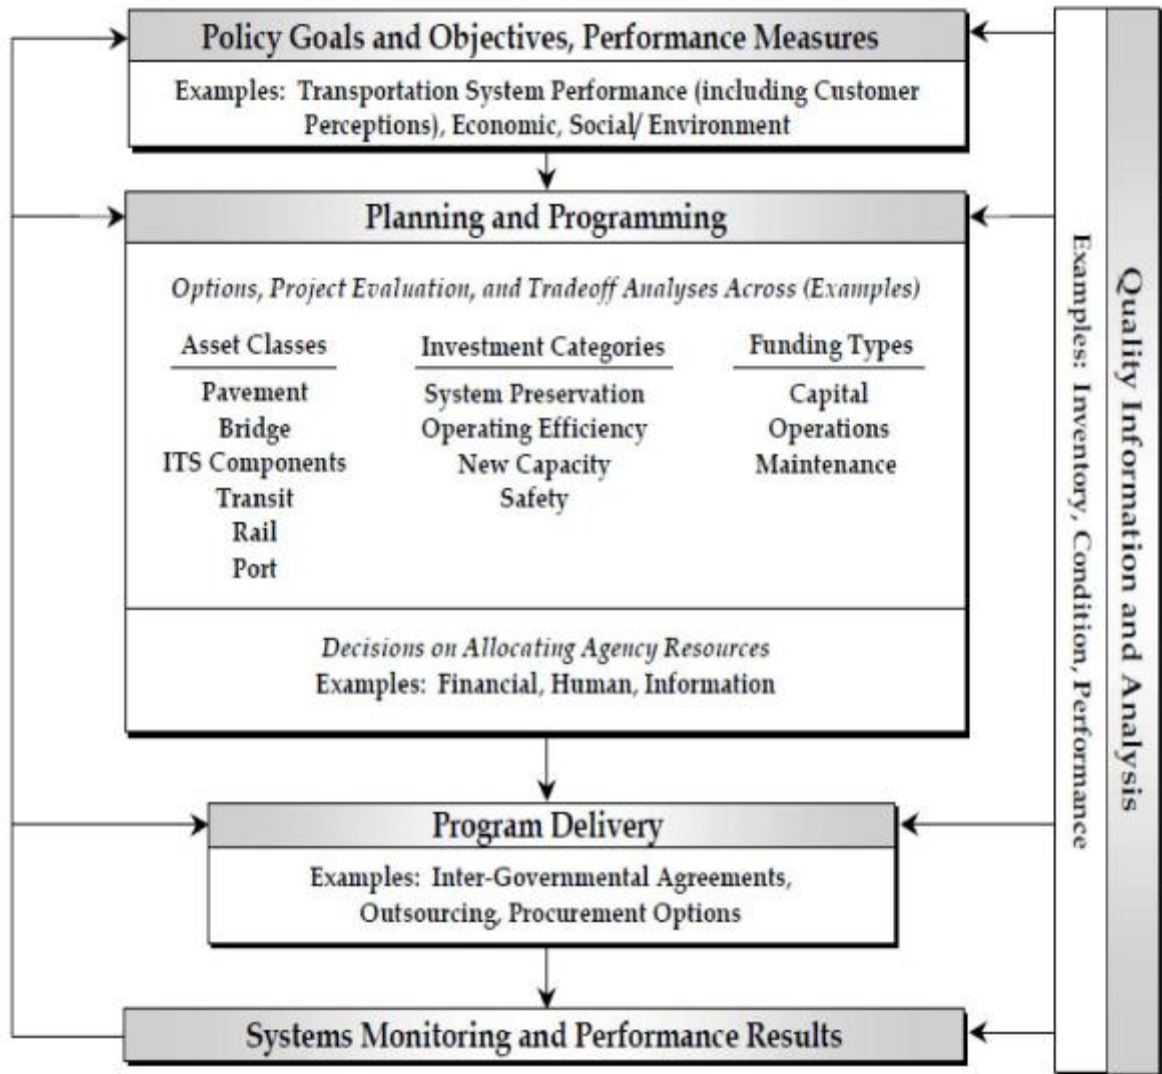 Policy Goals and Objectives, Performance Measures
Examples: Transportation System Performance (including Customer
Perceptions), Economic, Social/ Environment
Planning and Programming
Options, Project Evaluation, and Tradeoff Analyses Across (Examples)
Asset Classes
Pavement
Bridge
ITS Components
Transit
Rail
Port
Investment Categories
System Preservation
Operating Efficiency
New Capacity
Safety
Funding Types
Capital
Operations
Maintenance
Decisions on Allocating Agency Resources
Examples: Financial, Human, Information
Program Delivery
Examples: Inter-Governmental Agreements,
Outsourcing, Procurement Options
Systems Monitoring and Performance Results
Quality Information and Analysis
Examples: Inventory, Condition, Performance